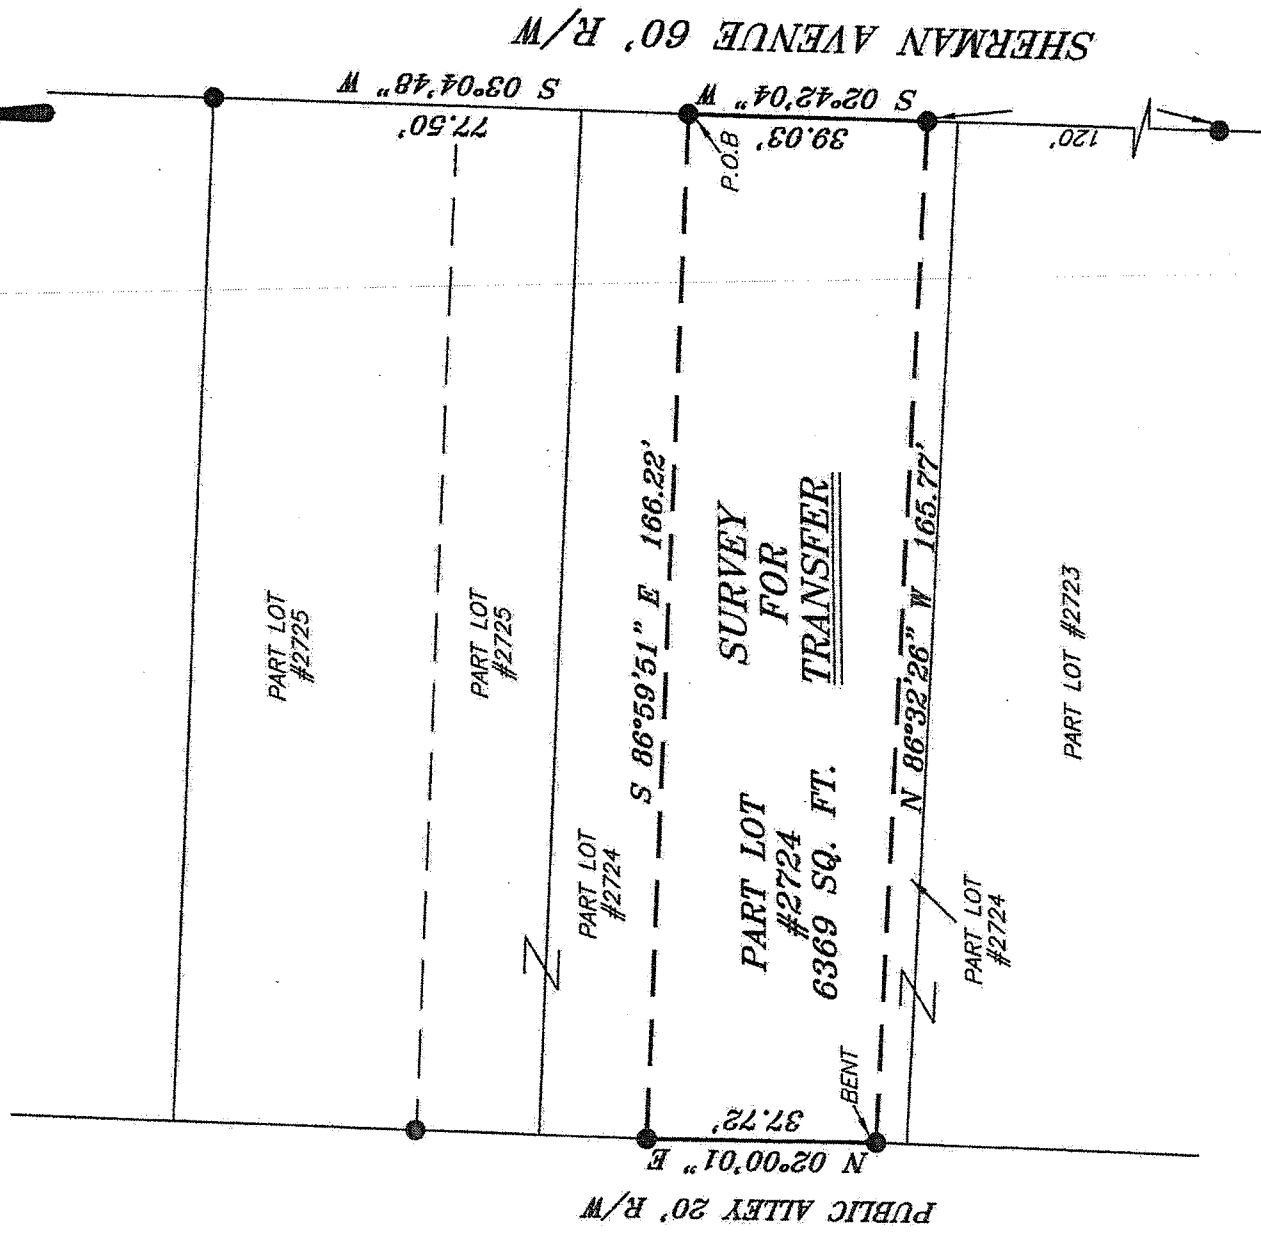 SHERMAN AVENUE 60' R/W
S 03°04'48" W
77.50'
S 02°42'04" W
39.03'
120'
P.O.B
S 86°59'51" E 166.22'
N 86°32'26" W 165.77'
SURVEY
FOR
TRANSFER
PART LOT
#2725
PART LOT
#2725
PART LOT
#2724
PART LOT
#2724
6369 SQ. FT.
PART LOT
#2724
PART LOT #2723
BENT
37.72'
N 02°00'01" E
PUBLIC ALLEY 20' R/W